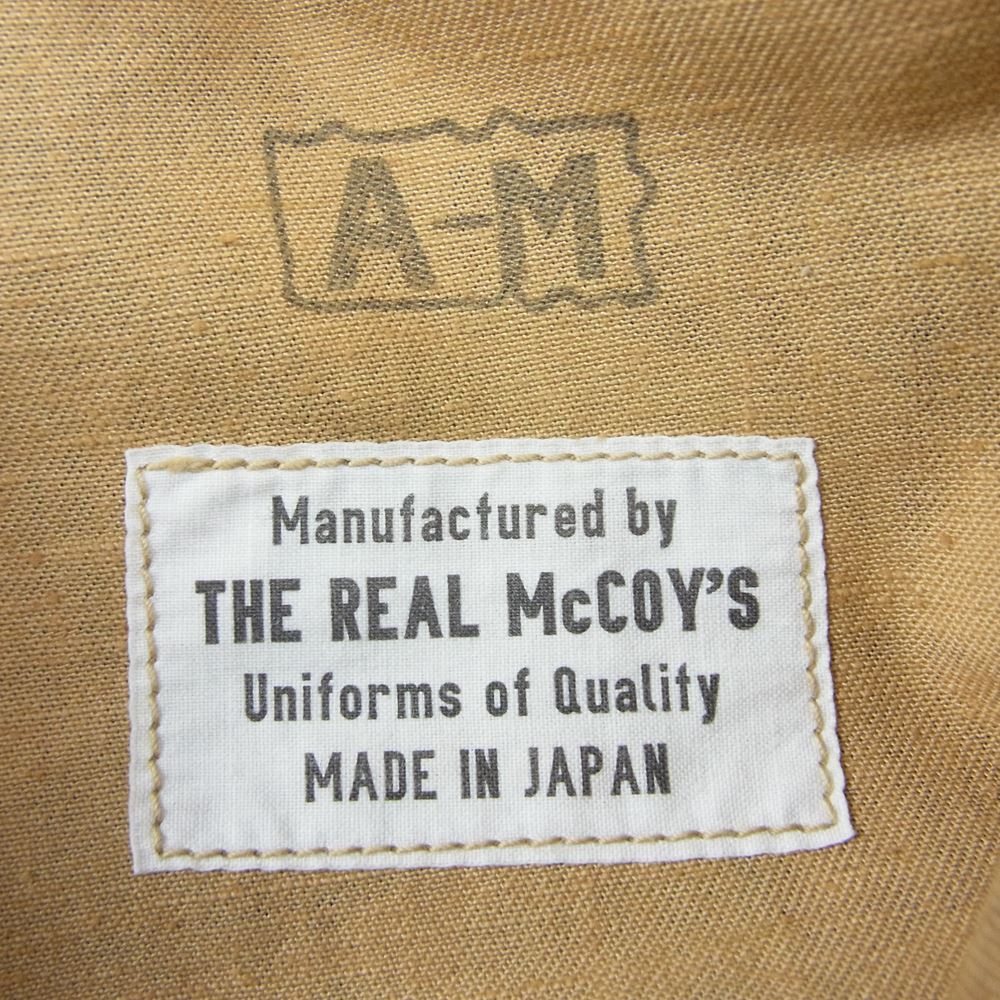 A-M
Manufactured by
THE REAL McCOY'S
Uniforms of Quality
MADE IN JAPAN